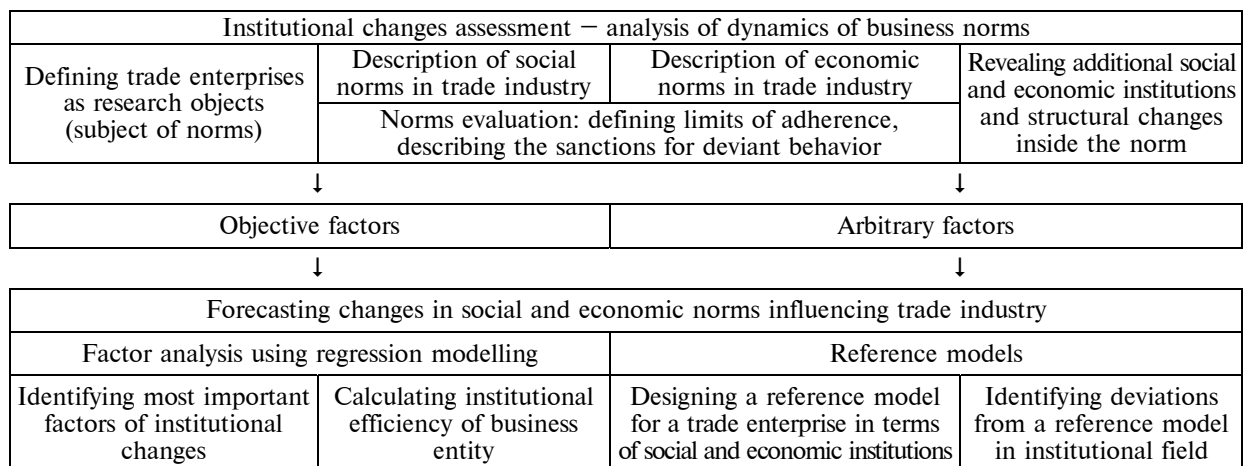 Institutional changes assessment − analysis of dynamics of business norms
Defining trade enterprises
as research objects
(subject of norms)
Description of social
norms in trade industry
Description of economic
norms in trade industry
Norms evaluation: defining limits of adherence,
describing the sanctions for deviant behavior
Revealing additional social
and economic institutions
and structural changes
inside the norm
↓ ↓
Objective factors
Arbitrary factors
↓ ↓
Forecasting changes in social and economic norms influencing trade industry
Factor analysis using regression modelling
Reference models
Identifying most important
factors of institutional
changes
Calculating institutional
efficiency of business
entity
Designing a reference model
for a trade enterprise in terms
of social and economic institutions
Identifying deviations
from a reference model
in institutional field